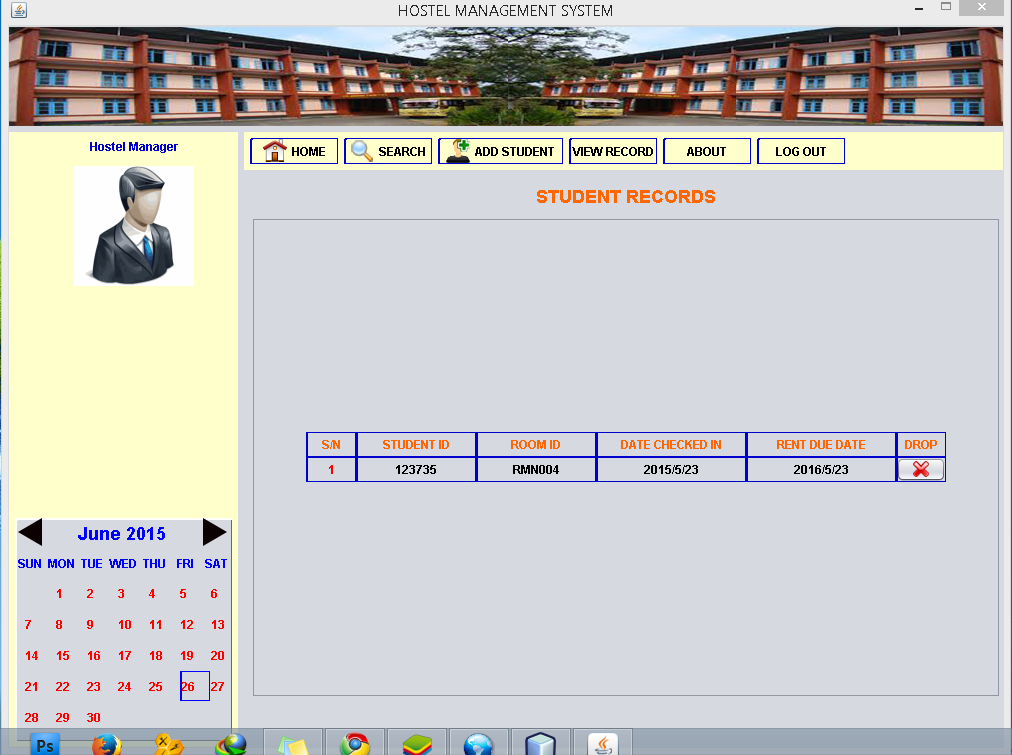 HOSTEL MANAGEMENT SYSTEM
Hostel Manager
HOME SEARCH ADD STUDENT VIEW RECORD ABOUT LOG OUT
STUDENT RECORDS
S/N STUDENT ID ROOM ID DATE CHECKED IN RENT DUE DATE DROP
1 123735 RMN004 2015/5/23 2016/5/23
June 2015
SUN MON TUE WED THU FRI SAT
1 2 3 4 5 6
7 8 9 10 11 12 13
14 15 16 17 18 19 20
21 22 23 24 25 26 27
28 29 30
Ps